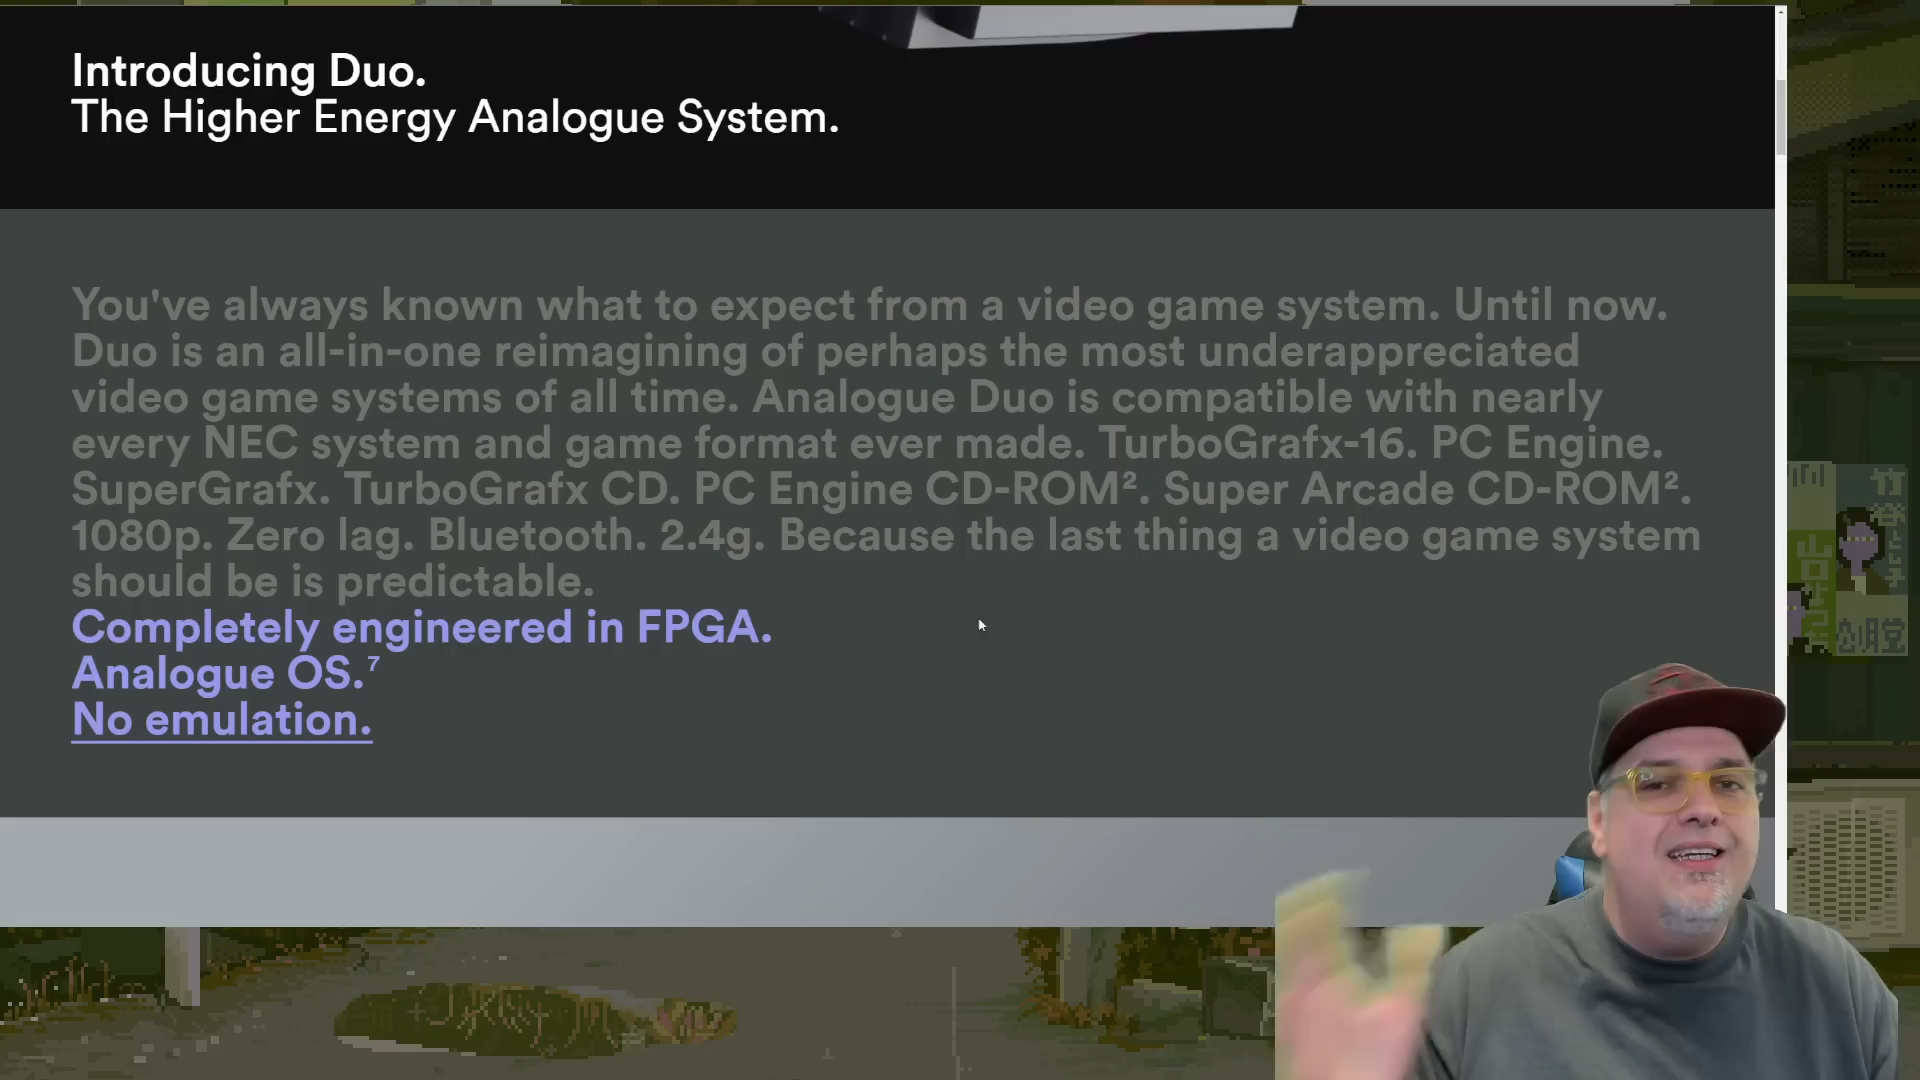 Introducing Duo.
The Higher Energy Analogue System.
You've always known what to expect from a video game system. Until now.
Duo is an all-in-one reimagining of perhaps the most underappreciated
video game systems of all time. Analogue Duo is compatible with nearly
every NEC system and game format ever made. TurboGrafx-16. PC Engine.
SuperGrafx. TurboGrafx CD. PC Engine CD-ROM². Super Arcade CD-ROM².
1080p. Zero lag. Bluetooth. 2.4g. Because the last thing a video game system
should be is predictable.
Completely engineered in FPGA.
Analogue OS.⁷
No emulation.